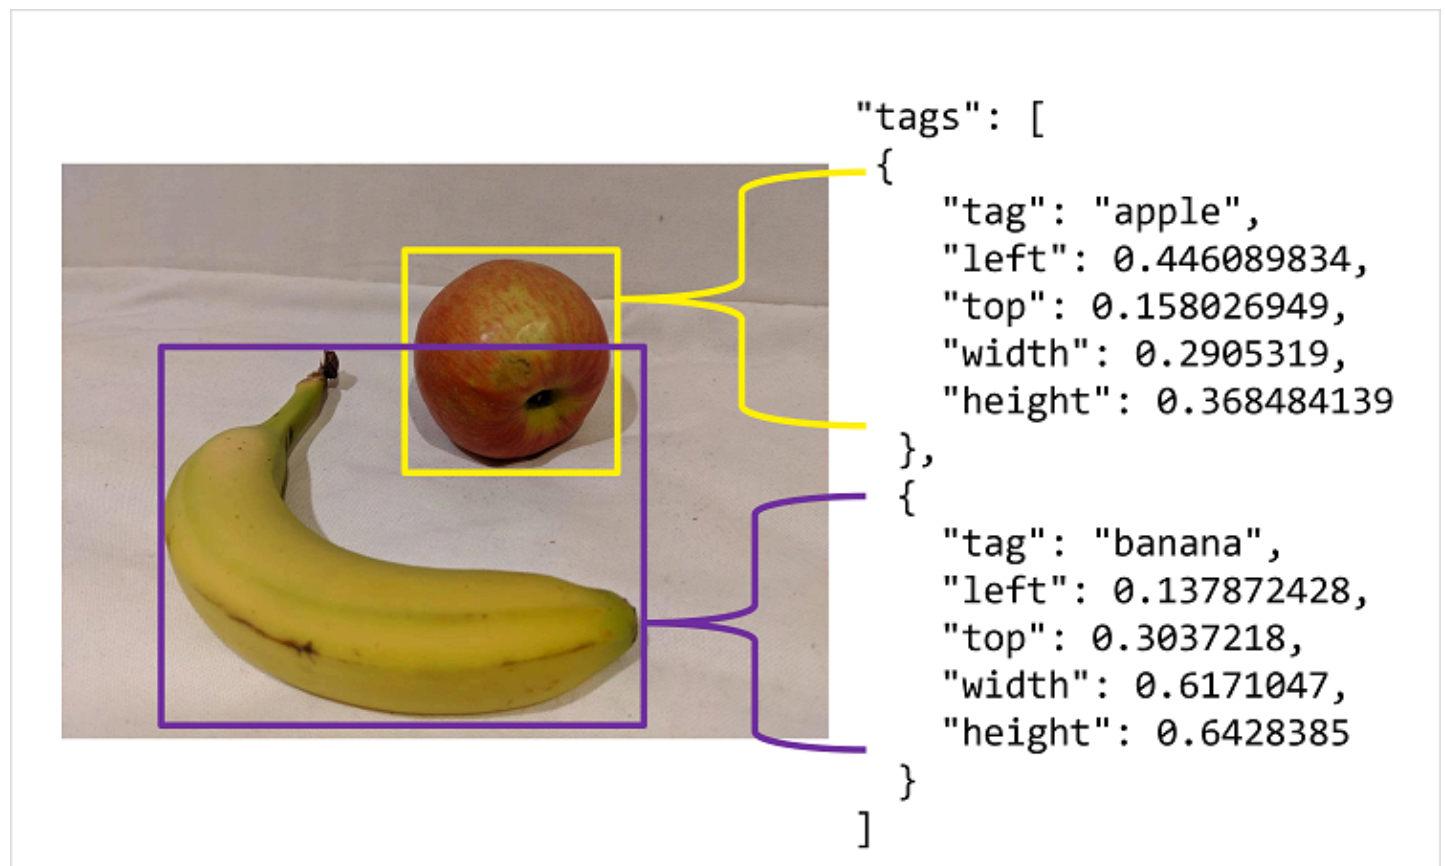 "tags": [
{
"tag": "apple",
"left": 0.446089834,
"top": 0.158026949,
"width": 0.2905319,
"height": 0.368484139
},
{
"tag": "banana",
"left": 0.137872428,
"top": 0.3037218,
"width": 0.6171047,
"height": 0.6428385
}
]